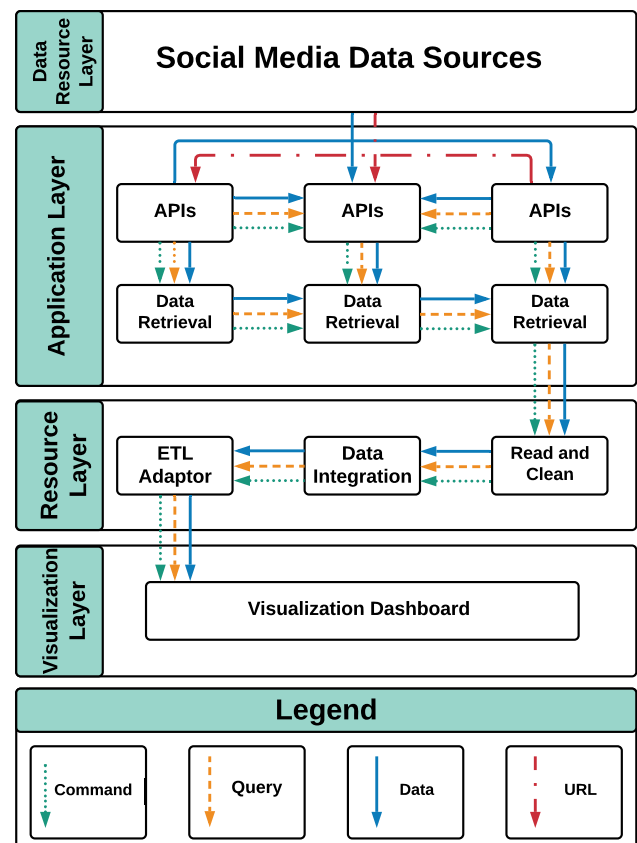 Data
Resource
Layer
Social Media Data Sources
Application Layer
APIs
APIs
APIs
Data
Retrieval
Data
Retrieval
Data
Retrieval
Resource
Layer
ETL
Adaptor
Data
Integration
Read and
Clean
Visualization
Layer
Visualization Dashboard
Legend
Command
Query
Data
URL